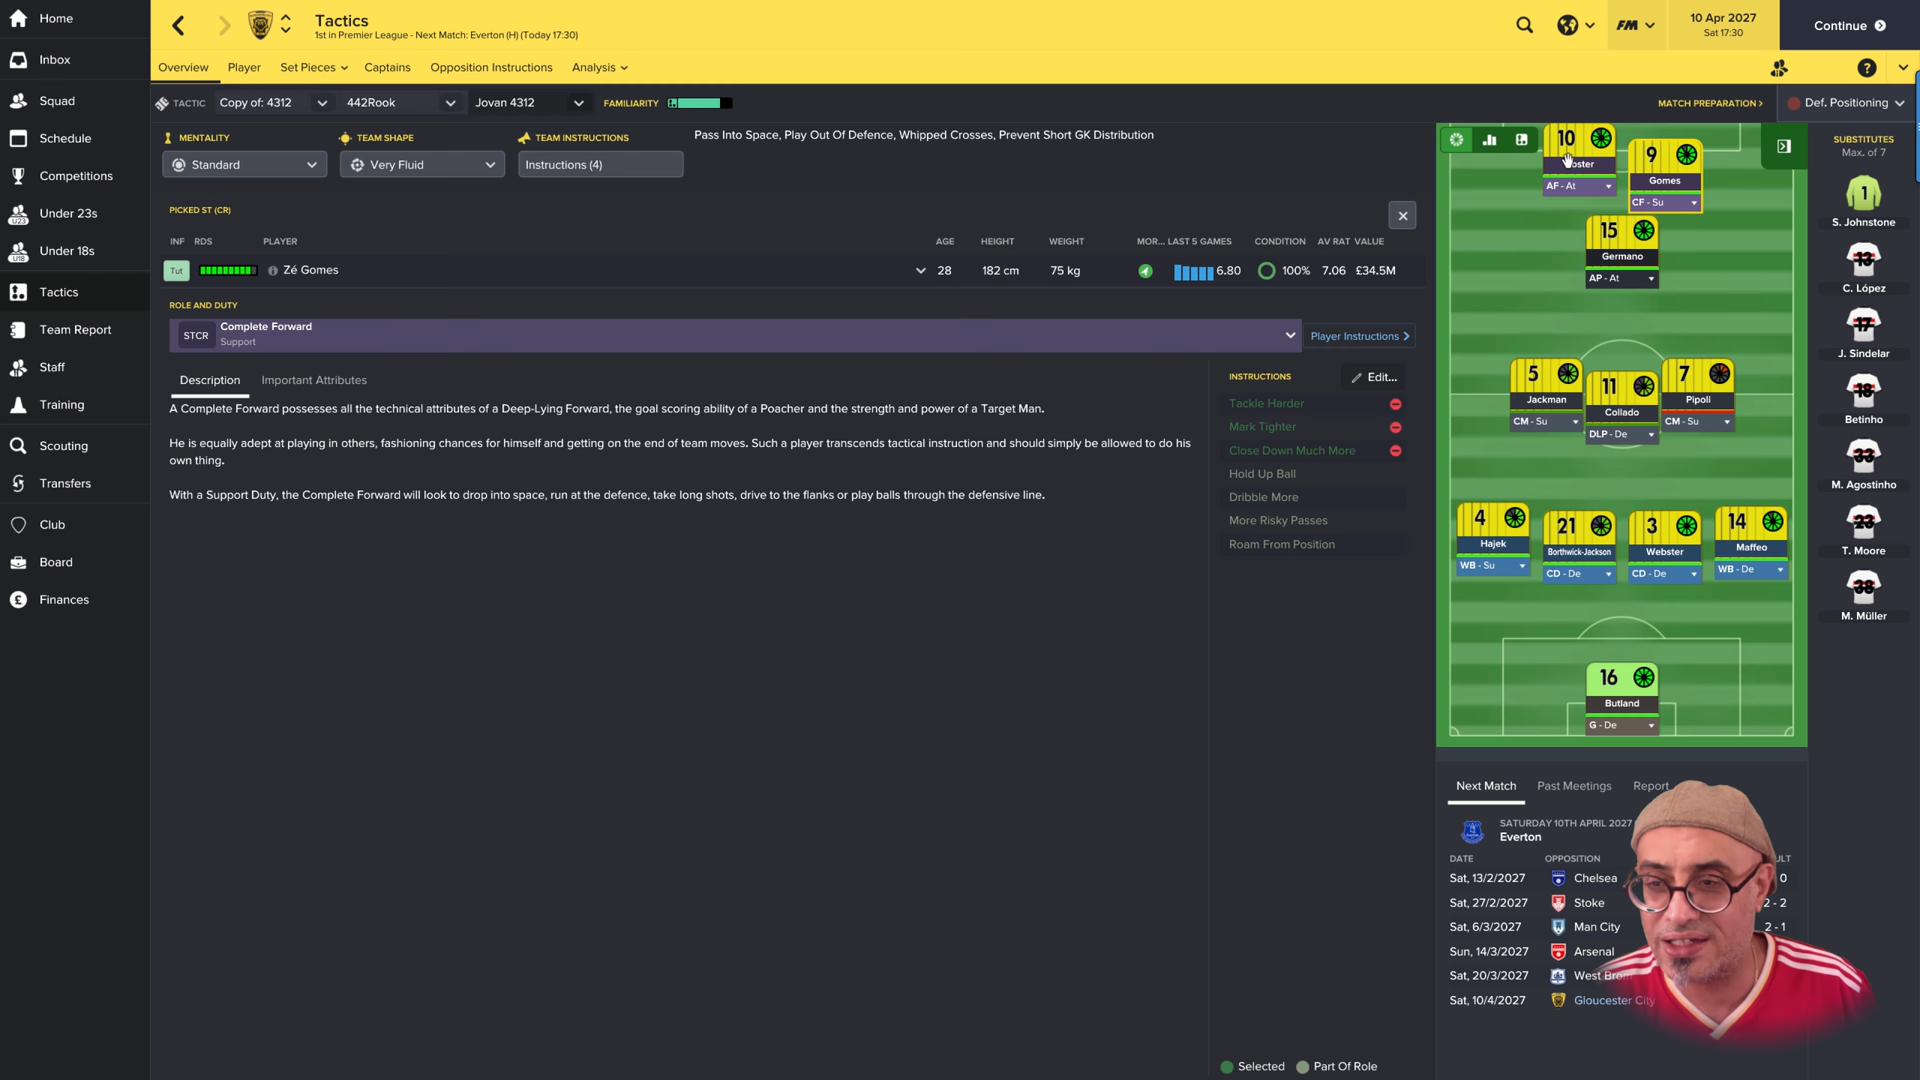 Home
Inbox
Squad
Schedule
Competitions
Under 23s
Under 18s
Tactics
Team Report
Staff
Training
Scouting
Transfers
Club
Board
Finances
Tactics
1st in Premier League - Next Match: Everton (H) (Today 17:30)
FM
10 Apr 2027
Sat 17:30
Continue
Overview
Player
Set Pieces
Captains
Opposition Instructions
Analysis
TACTIC
Copy of: 4312
442Rook
Jovan 4312
FAMILIARITY
MATCH PREPARATION >
Def. Positioning
MENTALITY
Standard
TEAM SHAPE
Very Fluid
TEAM INSTRUCTIONS
Instructions (4)
Pass Into Space, Play Out Of Defence, Whipped Crosses, Prevent Short GK Distribution
PICKED ST (CR)
INF RDS PLAYER AGE HEIGHT WEIGHT MOR... LAST 5 GAMES CONDITION AV RAT VALUE
Tut Zé Gomes 28 182 cm 75 kg 6.80 100% 7.06 £34.5M
ROLE AND DUTY
STCR
Complete Forward
Support
Player Instructions
Description
Important Attributes
A Complete Forward possesses all the technical attributes of a Deep-Lying Forward, the goal scoring ability of a Poacher and the strength and power of a Target Man.
He is equally adept at playing in others, fashioning chances for himself and getting on the end of team moves. Such a player transcends tactical instruction and should simply be allowed to do his
own thing.
With a Support Duty, the Complete Forward will look to drop into space, run at the defence, take long shots, drive to the flanks or play balls through the defensive line.
INSTRUCTIONS
Edit...
Tackle Harder
Mark Tighter
Close Down Much More
Hold Up Ball
Dribble More
More Risky Passes
Roam From Position
Selected
Part Of Role
10
AF - At
9
Gomes
CF - Su
15
Germano
AP - At
5
Jackman
CM - Su
11
Collado
DLP - De
7
Pipoli
CM - Su
4
Hajek
WB - Su
21
Borthwick-Jackson
CD - De
3
Webster
CD - De
14
Maffeo
WB - De
16
Butland
G - De
SUBSTITUTES
Max. of 7
1
S. Johnstone
13
C. López
17
J. Sindelar
18
Betinho
33
M. Agostinho
23
T. Moore
38
M. Müller
Next Match
Past Meetings
Report
SATURDAY 10TH APRIL 2027
Everton
DATE OPPOSITION
Sat, 13/2/2027 Chelsea 0
Sat, 27/2/2027 Stoke 2 - 2
Sat, 6/3/2027 Man City 2 - 1
Sun, 14/3/2027 Arsenal
Sat, 20/3/2027 West Brom
Sat, 10/4/2027 Gloucester City